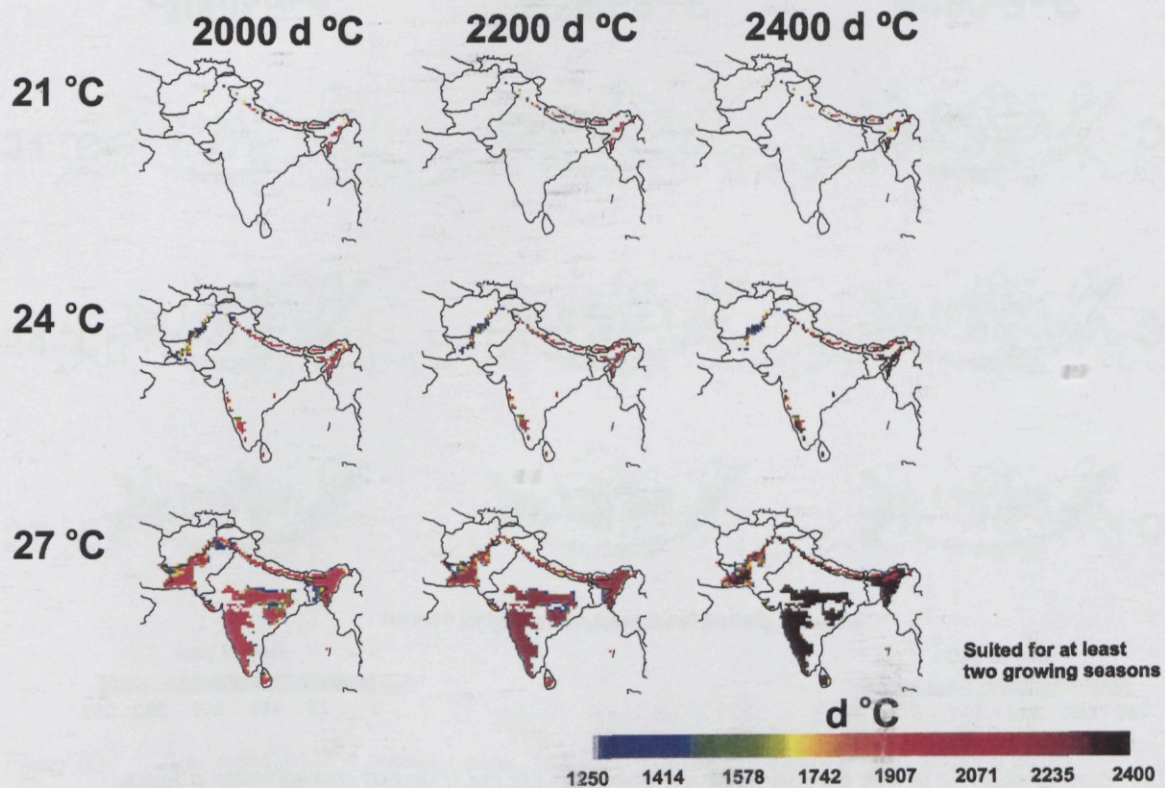 2000 d ºC 2200 d ºC 2400 d ºC
21 °C
24 °C
27 °C
Suited for at least
two growing seasons
d ºC
1250 1414 1578 1742 1907 2071 2235 2400